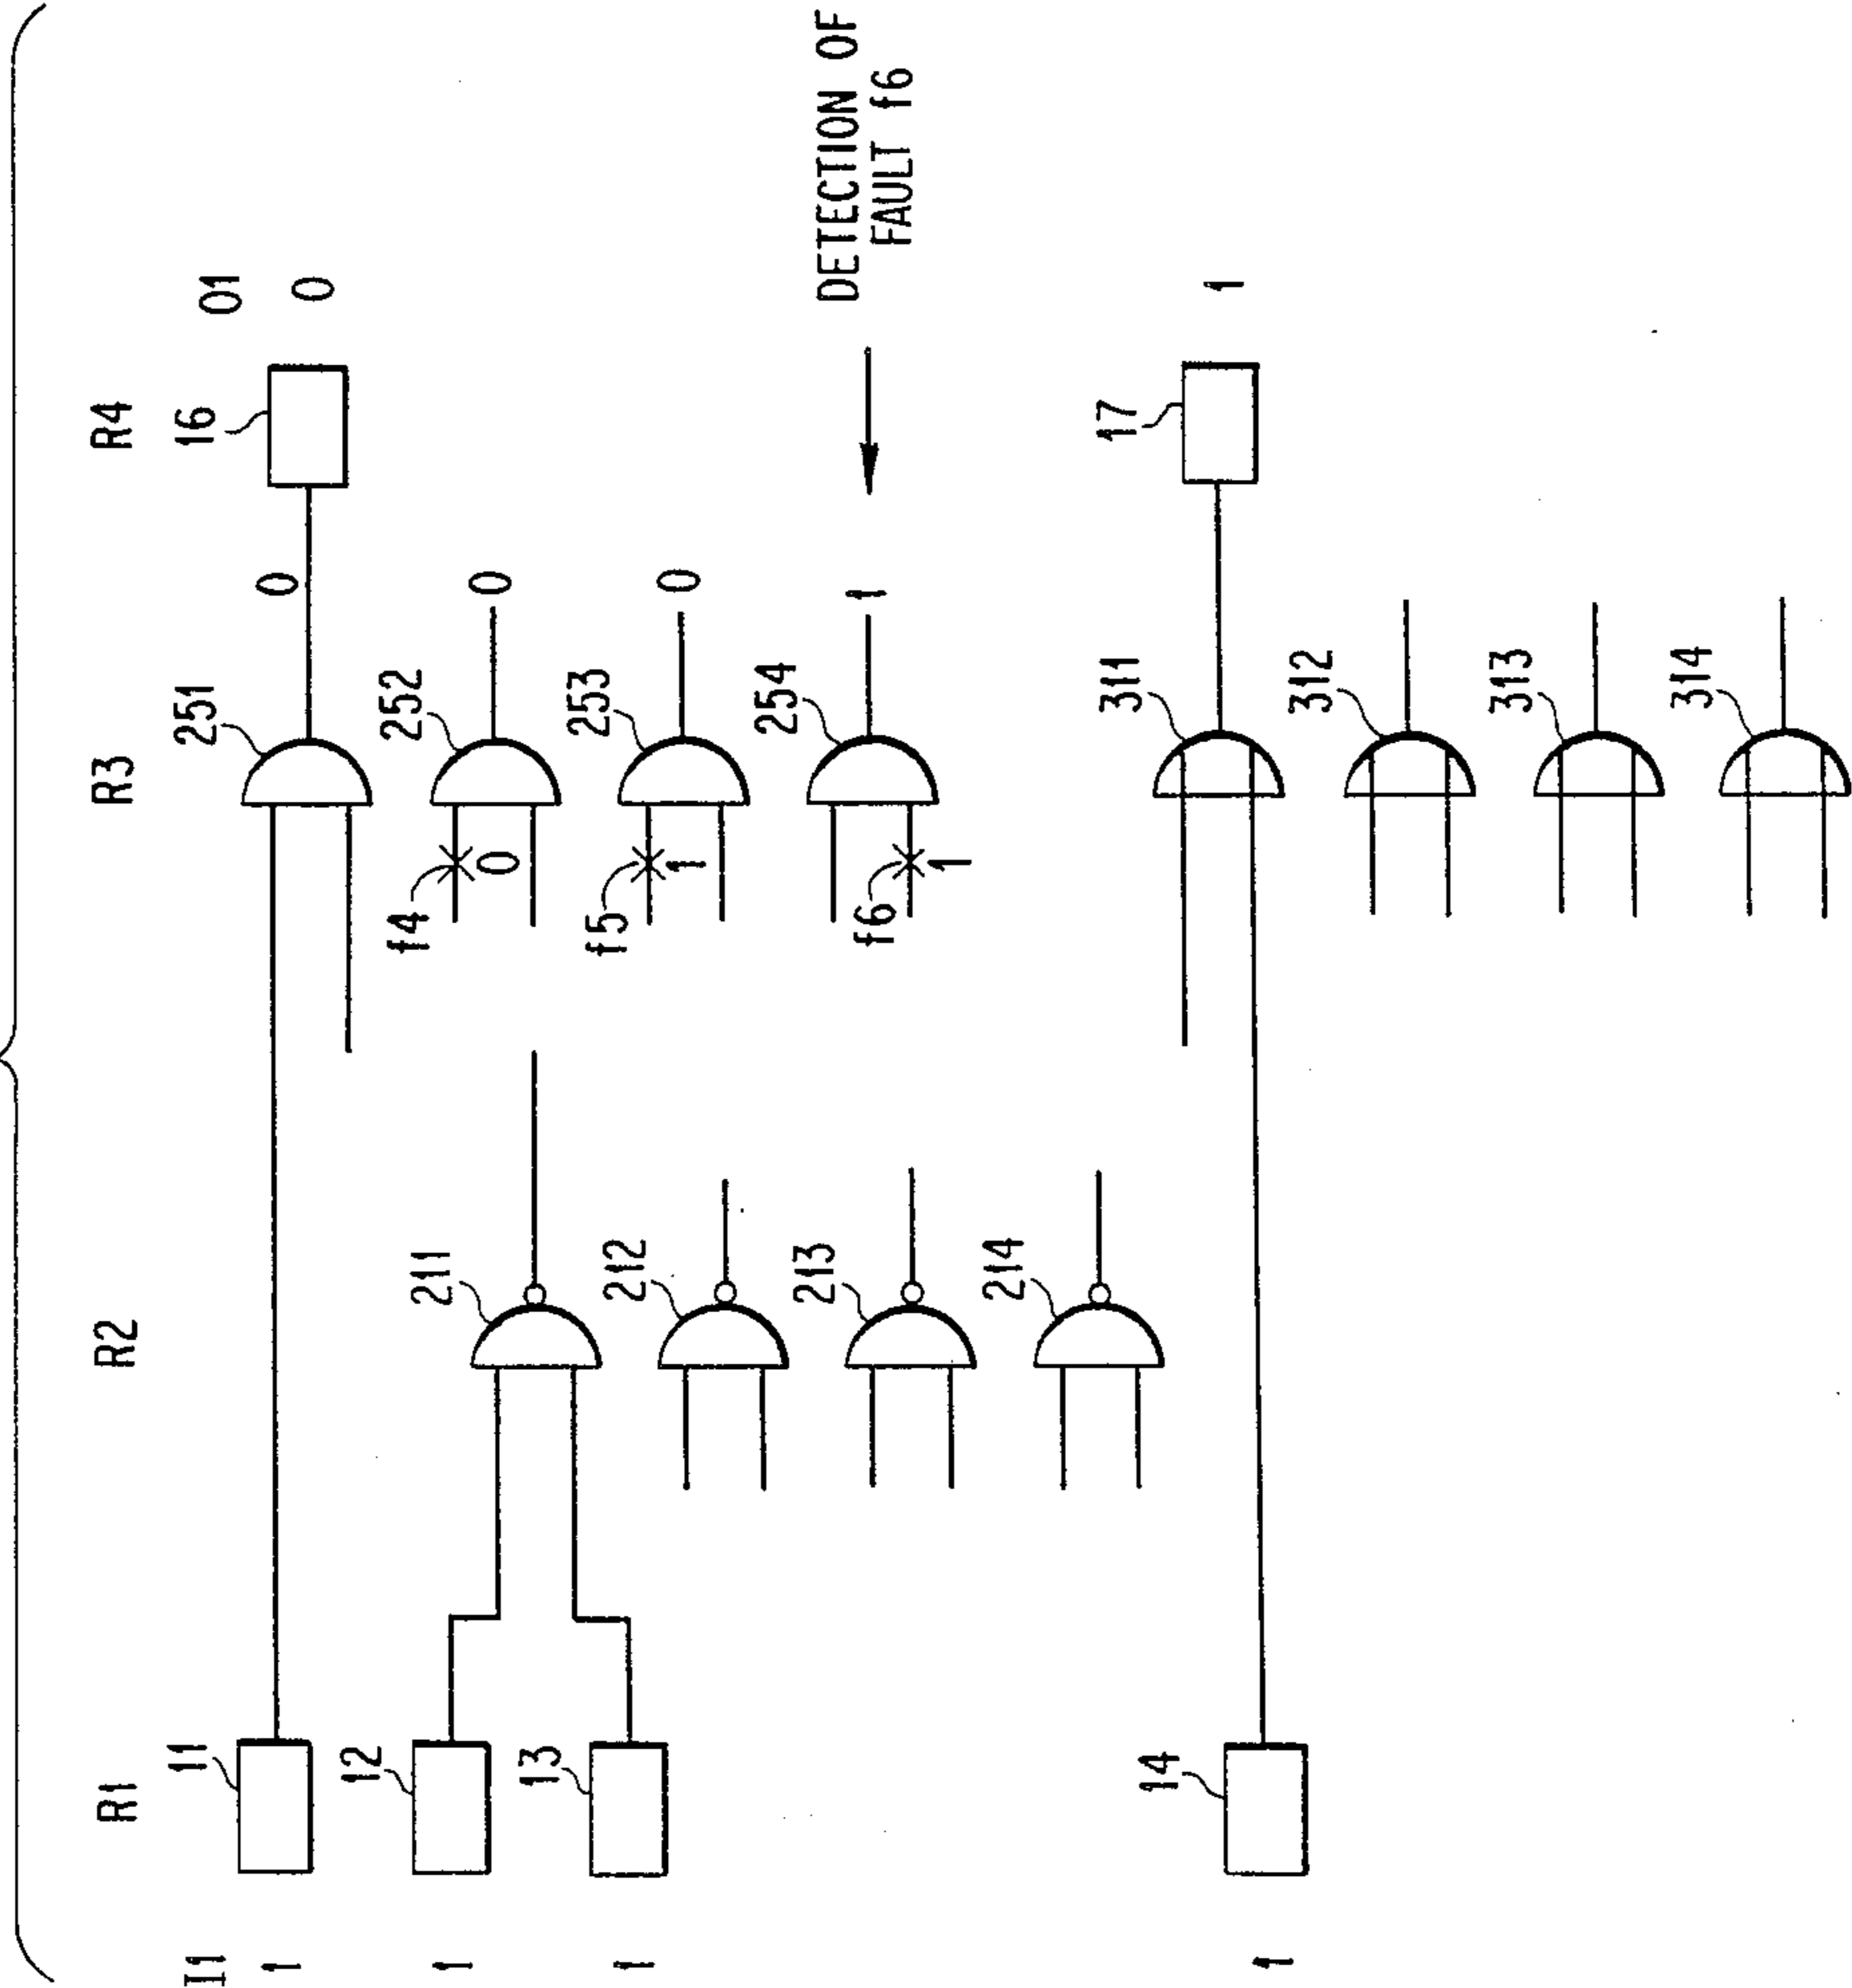 R1 R2 R3 R4
I1 O1
11 251 16
1 0 0
12 211 252
1 f4 0 0
13 212 253
1 f5 1 0
213 254
f6 1 1
DETECTION OF
FAULT f6
214
14 311 17
1 1
312
313
314